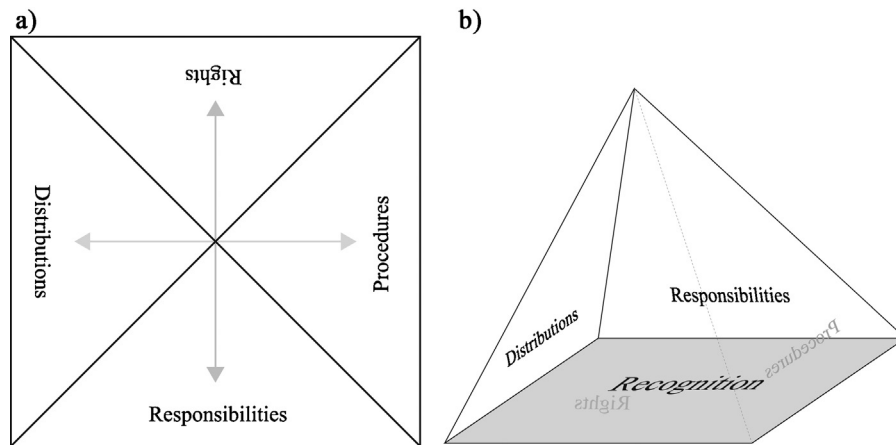 a)
Rights
Distributions
Procedures
Responsibilities
b)
Responsibilities
Distributions
Procedures
Recognition
Rights